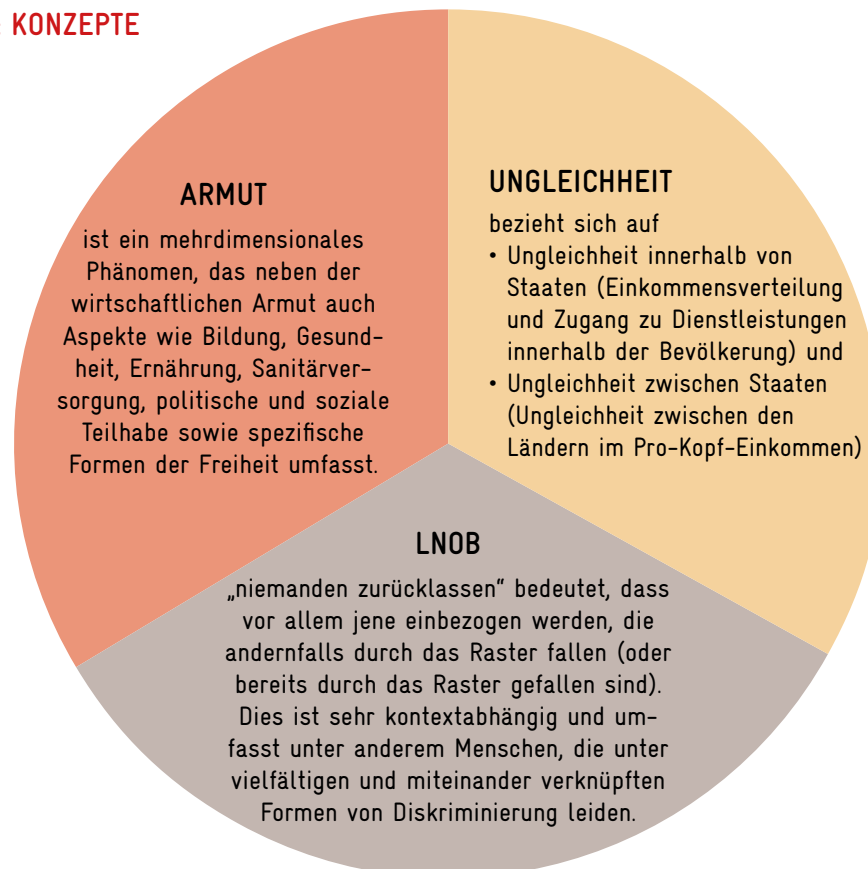 KONZEPTE
ARMUT
ist ein mehrdimensionales
Phänomen, das neben der
wirtschaftlichen Armut auch
Aspekte wie Bildung, Gesund-
heit, Ernährung, Sanitärver-
sorgung, politische und soziale
Teilhabe sowie spezifische
Formen der Freiheit umfasst.
UNGLEICHHEIT
bezieht sich auf
• Ungleichheit innerhalb von
Staaten (Einkommensverteilung
und Zugang zu Dienstleistungen
innerhalb der Bevölkerung) und
• Ungleichheit zwischen Staaten
(Ungleichheit zwischen den
Ländern im Pro-Kopf-Einkommen)
LNOB
„niemanden zurücklassen“ bedeutet, dass
vor allem jene einbezogen werden, die
andernfalls durch das Raster fallen (oder
bereits durch das Raster gefallen sind).
Dies ist sehr kontextabhängig und um-
fasst unter anderem Menschen, die unter
vielfältigen und miteinander verknüpften
Formen von Diskriminierung leiden.